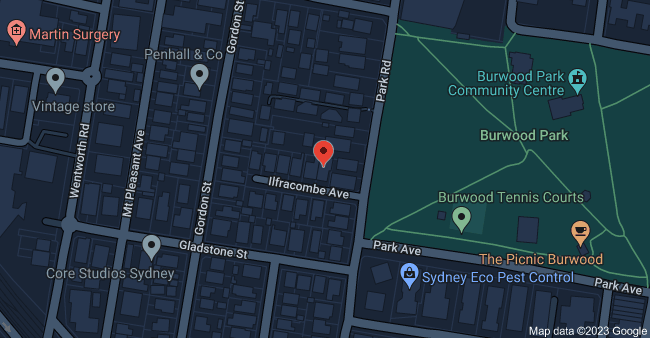 Martin Surgery
Penhall & Co
Gordon St
Park Rd
Burwood Park
Community Centre
Vintage store
Burwood Park
Wentworth Rd
Mt Pleasant Ave
Ilfracombe Ave
Gordon St
Burwood Tennis Courts
Gladstone St
Park Ave
The Picnic Burwood
Core Studios Sydney
Sydney Eco Pest Control
Park Ave
Map data ©2023 Google